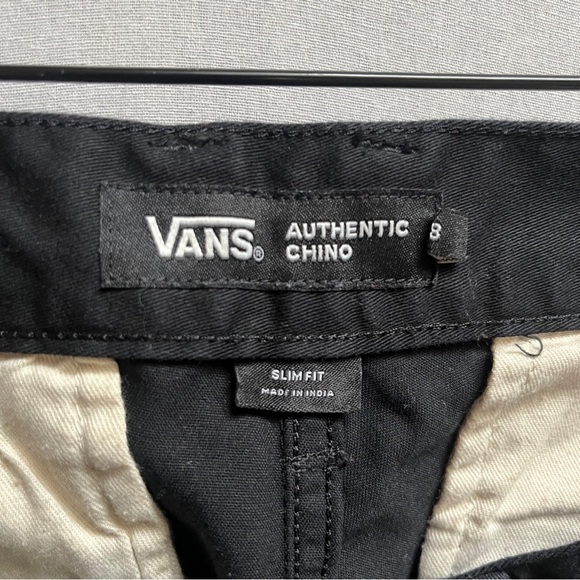 VANS® AUTHENTIC CHINO
8
SLIM FIT
MADE IN INDIA